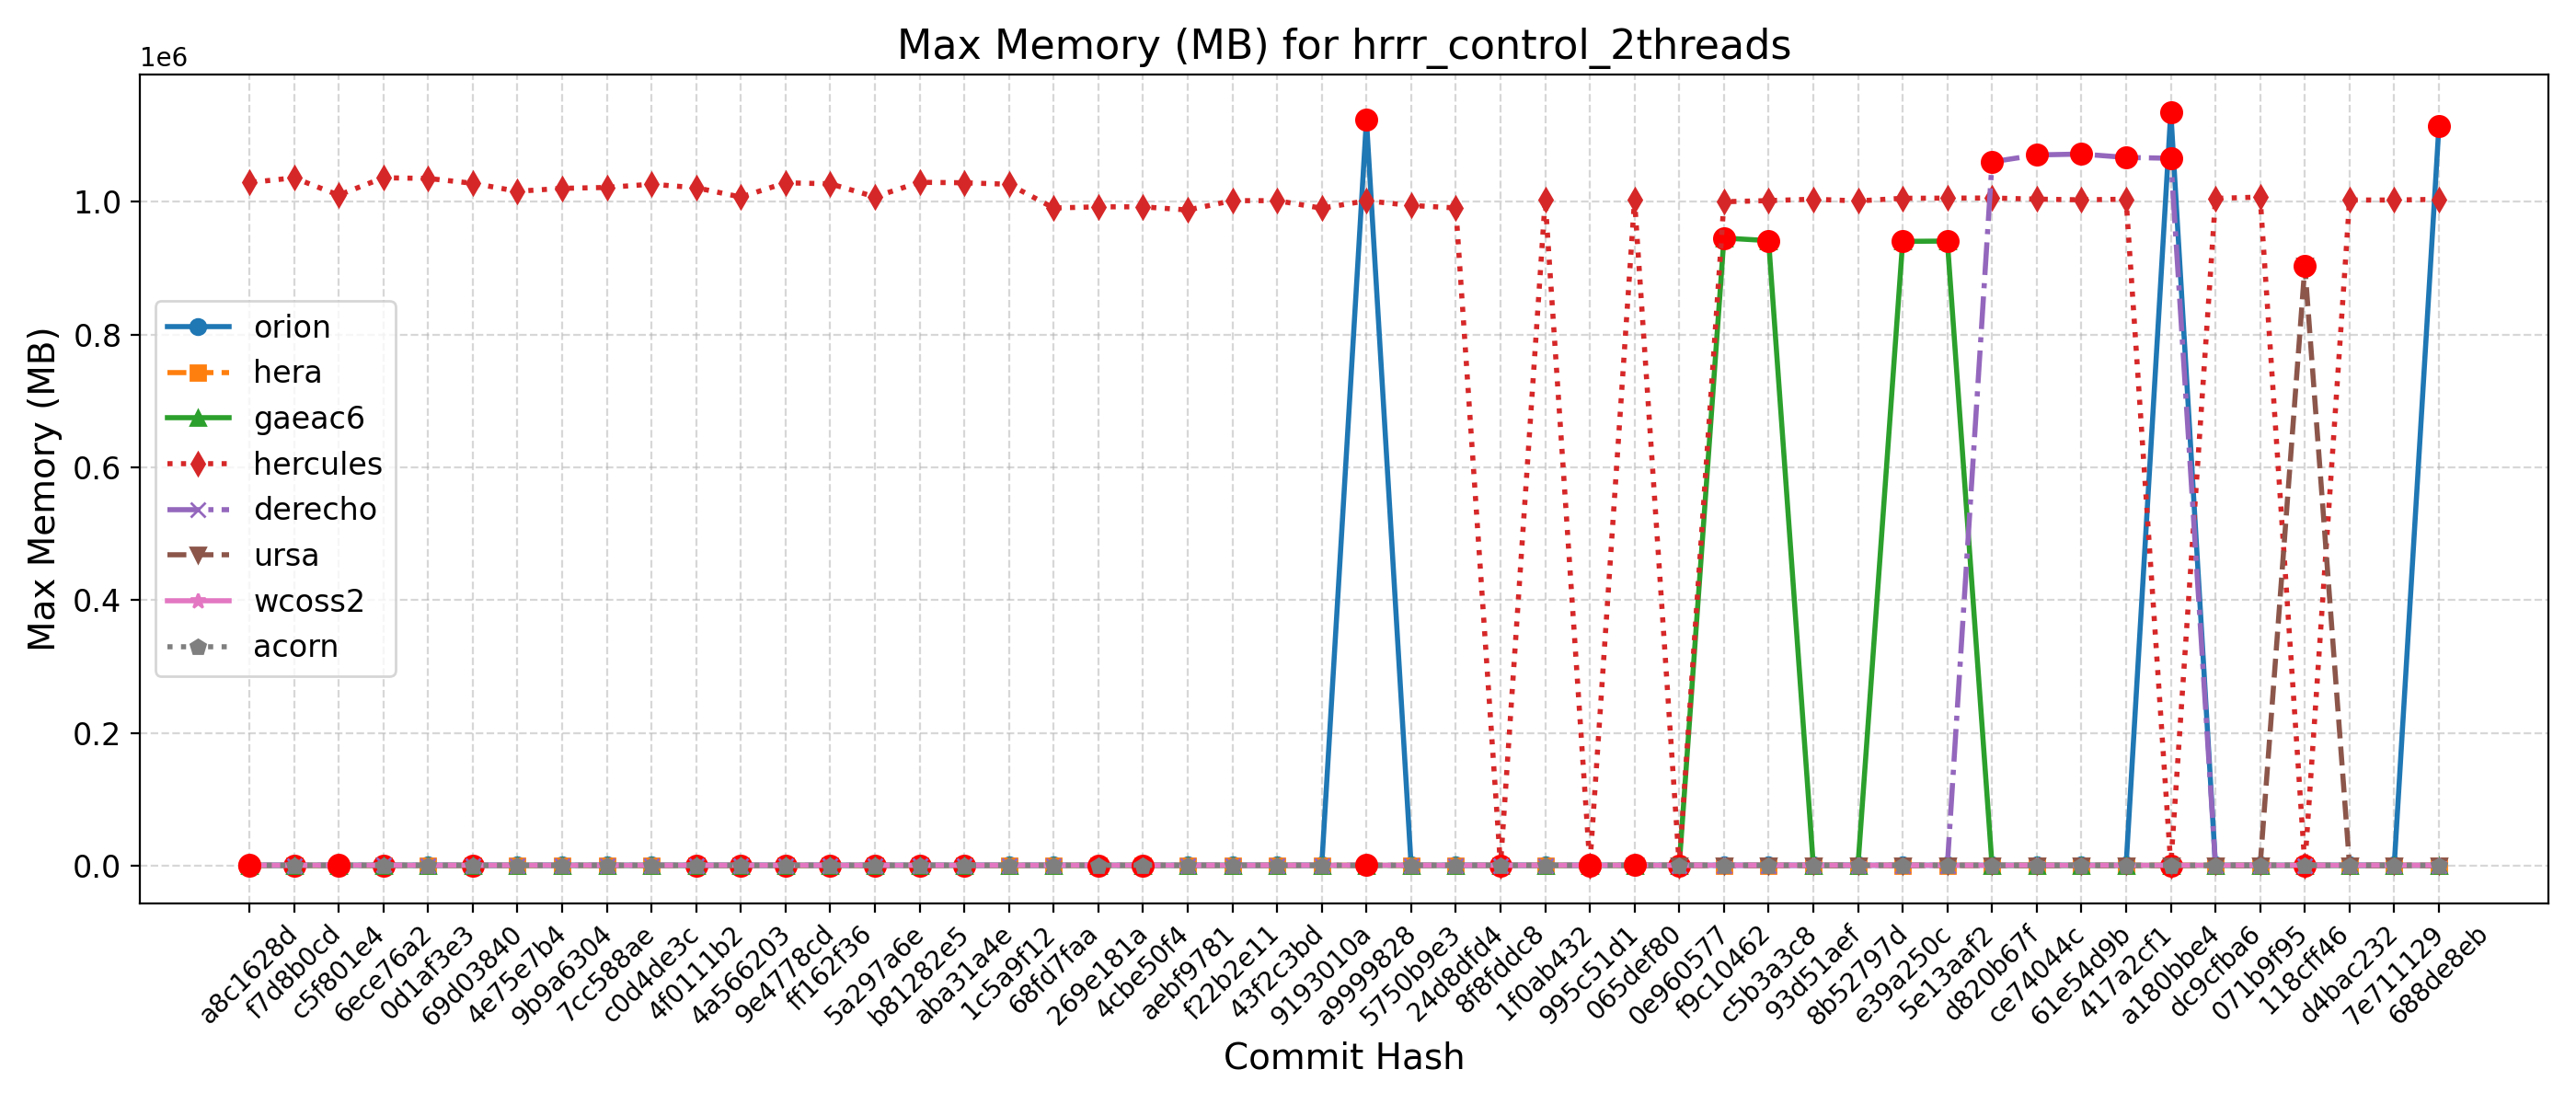 Max Memory (MB) for hrrr_control_2threads
1e6
1.0
0.8
0.6
0.4
0.2
0.0
Max Memory (MB)
orion
hera
gaeac6
hercules
derecho
ursa
wcoss2
acorn
a8c1628d
f7d8b0cd
c5f801e4
6ece76a2
0d1af3e3
69d03840
4e75e7b4
9b9a6304
7cc588ae
c0d4de3c
4f0111b2
4a566203
9e4778cd
ff162f36
5a297a6e
b81282e5
aba31a4e
1c5a9f12
68fd7faa
269e181a
4cbe50f4
aebf9781
f22b2e11
43f2c3bd
9193010a
a9999828
5750b9e3
24d8dfd4
8f8fddc8
1f0ab432
995c51d1
065def80
0e960577
f9c10462
c5b3a3c8
93d51aef
8b52797d
e39a250c
5e13aaf2
d820b67f
ce74044c
61e54d9b
417a2cf1
a180bbe4
dc9cfba6
071b9f95
118cff46
d4bac232
7e711129
688de8eb
Commit Hash